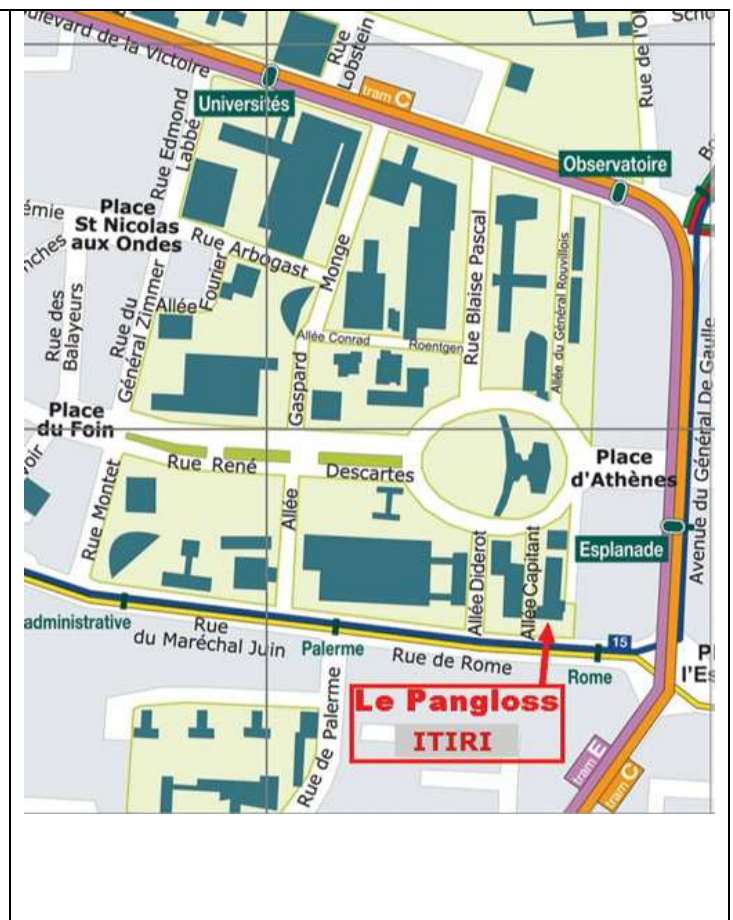 Boulevard de la Victoire
Rue
Lobstein
tram C
Universités
Rue Edmond
Labbé
Observatoire
Place
St Nicolas
aux Ondes
Rue Arbogast
Monge
Rue Blaise Pascal
Allée du Général Rouvillois
Allée
Fourier
Rue des
Balayeurs
Rue du
Général Zimmer
Allée Conrad
Roentgen
Gaspard
Place
du Foin
Rue René
Descartes
Place
d'Athènes
Avenue du Général De Gaulle
Rue Montet
Allée
Esplanade
Allée Diderot
Allée Capitant
administrative
Rue
du Maréchal Juin
Palerme
Rue de Rome
15
Rome
Le Pangloss
ITIRI
Rue de Palerme
tram E
tram C